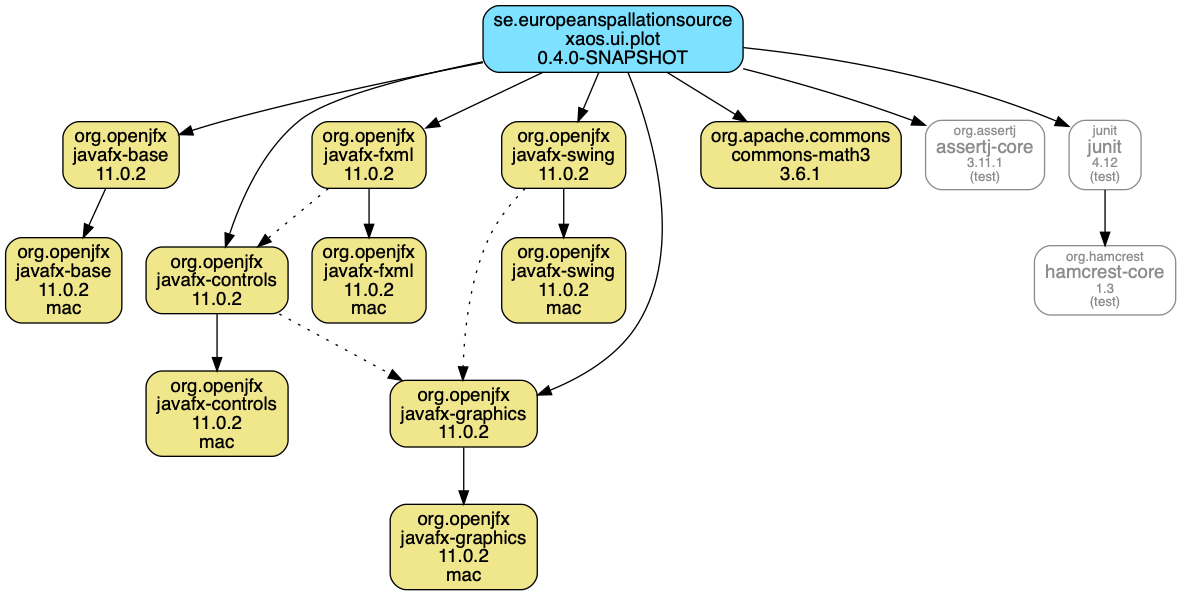 se.europeanspallationsource
xaos.ui.plot
0.4.0-SNAPSHOT
org.openjfx
javafx-base
11.0.2
org.openjfx
javafx-fxml
11.0.2
org.openjfx
javafx-swing
11.0.2
org.apache.commons
commons-math3
3.6.1
org.assertj
assertj-core
3.11.1
(test)
junit
junit
4.12
(test)
org.openjfx
javafx-base
11.0.2
mac
org.openjfx
javafx-controls
11.0.2
org.openjfx
javafx-fxml
11.0.2
mac
org.openjfx
javafx-swing
11.0.2
mac
org.hamcrest
hamcrest-core
1.3
(test)
org.openjfx
javafx-controls
11.0.2
mac
org.openjfx
javafx-graphics
11.0.2
org.openjfx
javafx-graphics
11.0.2
mac